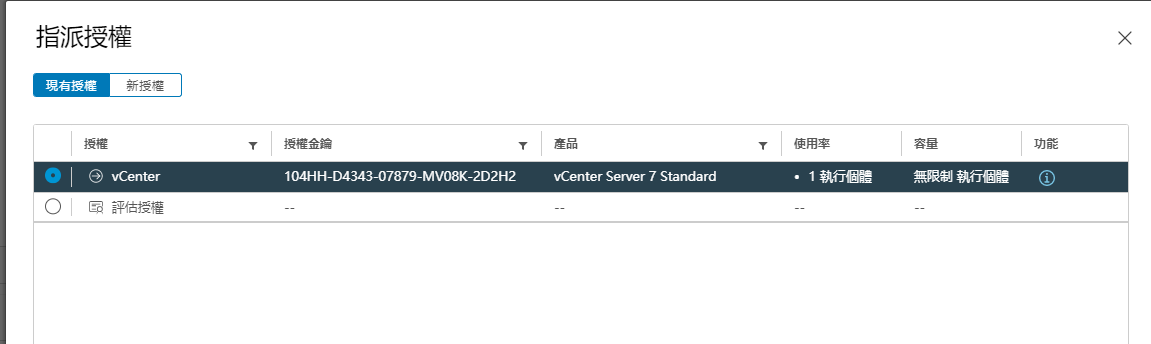 指派授權
現有授權 新授權
授權 授權金鑰 產品 使用率 容量 功能
vCenter 104HH-D4343-07879-MV08K-2D2H2 vCenter Server 7 Standard • 1 執行個體 無限制 執行個體
評估授權 -- -- -- --